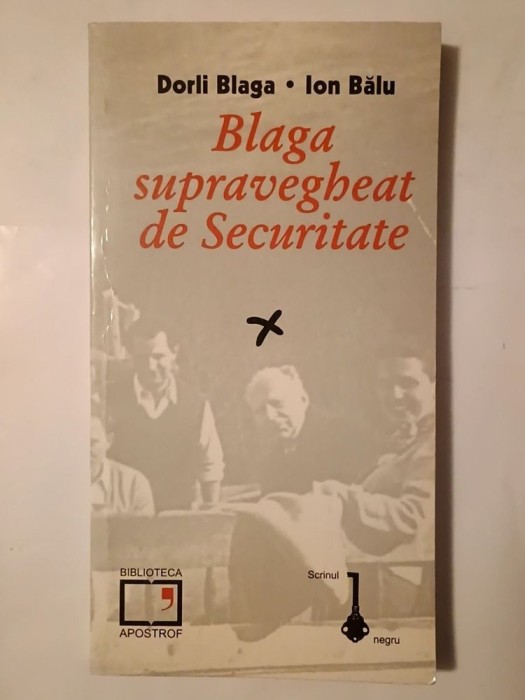 Dorli Blaga • Ion Bălu
Blaga
supravegheat
de Securitate
BIBLIOTECA
APOSTROF
Scrinul
negru